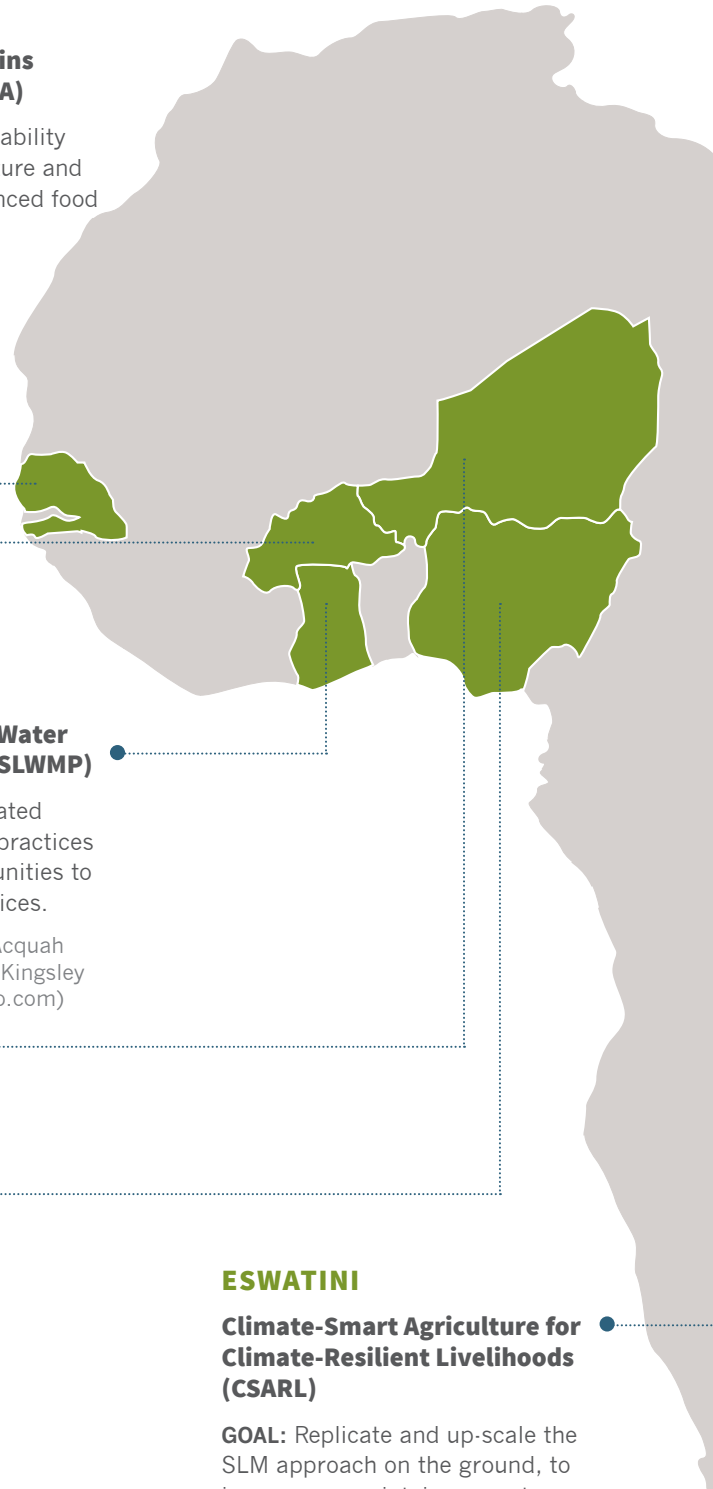 ins
A)
ability
ure and
nced food
Water
SLWMP)
ated
practices
unities to
ices.
Acquah
Kingsley
o.com)
ESWATINI
Climate-Smart Agriculture for
Climate-Resilient Livelihoods
(CSARL)
GOAL: Replicate and up-scale the
SLM approach on the ground, to